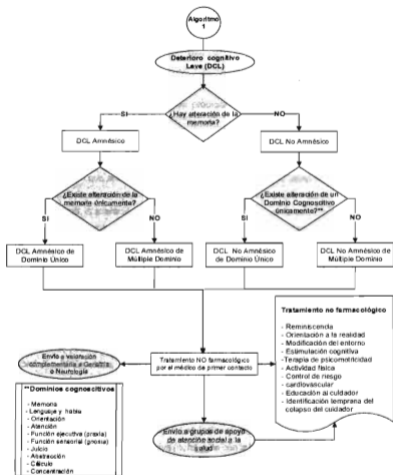 Algoritmo
1
Deterioro cognitivo
Leve (DCL)
¿Hay alteración de la
memoria?
SI
NO
DCL Amnésico
DCL No Amnésico
¿Existe alteración de la
memoria únicamente?
¿Existe alteración de un
Dominio Cognoscitivo
únicamente?**
SI
NO
SI
NO
DCL Amnésico de
Dominio Único
DCL Amnésico de
Múltiple Dominio
DCL No Amnésico
de Dominio Único
DCL No Amnésico de
Múltiple Dominio
Tratamiento no farmacológico
- Reminiscencia
- Orientación a la realidad
- Modificación del entorno
- Estimulación cognitiva
-Terapia de psicomotricidad
- Actividad física
- Control de riesgo
- cardiovascular
- Educación al cuidador
- Identificación temprana del
colapso del cuidador
Envío a valoración
complementaria a Geriatría
o Neurología
Tratamiento NO farmacológico
por el médico de primer contacto
**Dominios cognoscitivos
- Memoria
- Lenguaje y habla
- Orientación
- Atención
- Función ejecutiva (praxia)
- Función sensorial (gnosia)
- Juicio
- Abstracción
- Cálculo
- Concentración
Envío a grupos de apoyo
de atención social a la
salud